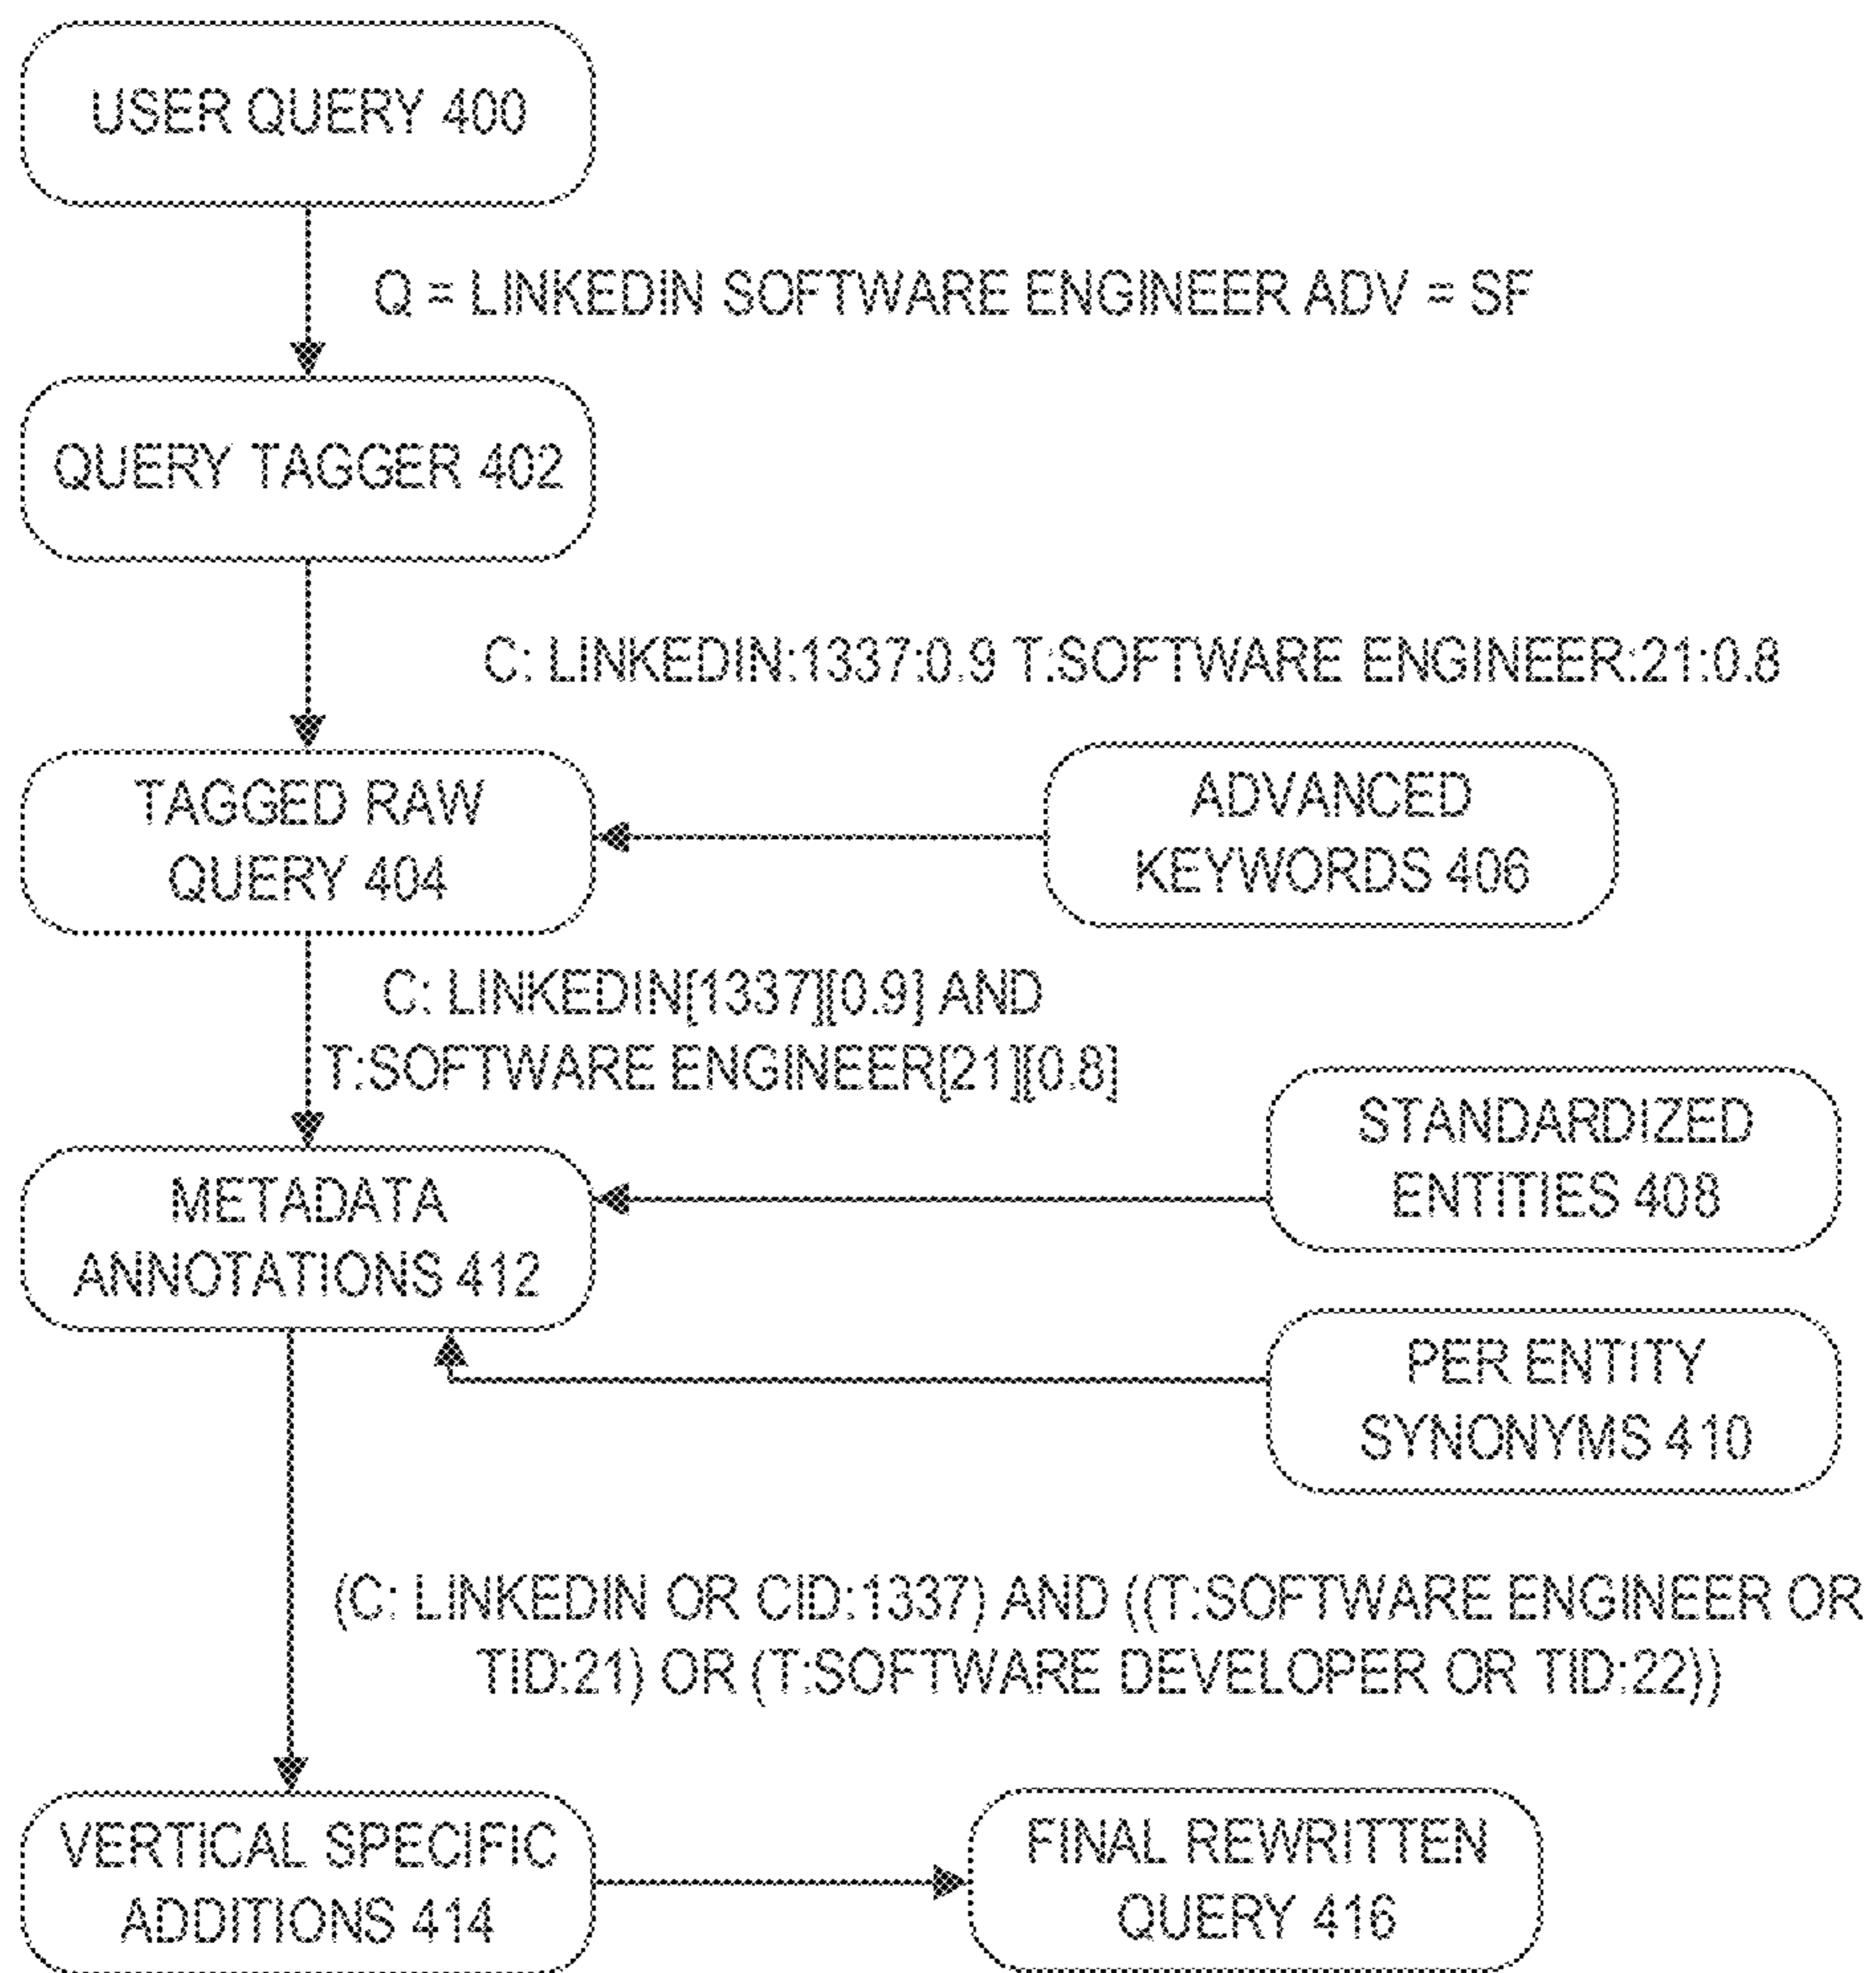 USER QUERY 400
Q = LINKEDIN SOFTWARE ENGINEER ADV = SF
QUERY TAGGER 402
C: LINKEDIN:1337:0.9 T:SOFTWARE ENGINEER:21:0.8
TAGGED RAW
QUERY 404
ADVANCED
KEYWORDS 406
C: LINKEDIN[1337][0.9] AND
T:SOFTWARE ENGINEER[21][0.8]
STANDARDIZED
ENTITIES 408
METADATA
ANNOTATIONS 412
PER ENTITY
SYNONYMS 410
(C: LINKEDIN OR CID:1337) AND ((T:SOFTWARE ENGINEER OR
TID:21) OR (T:SOFTWARE DEVELOPER OR TID:22))
VERTICAL SPECIFIC
ADDITIONS 414
FINAL REWRITTEN
QUERY 416